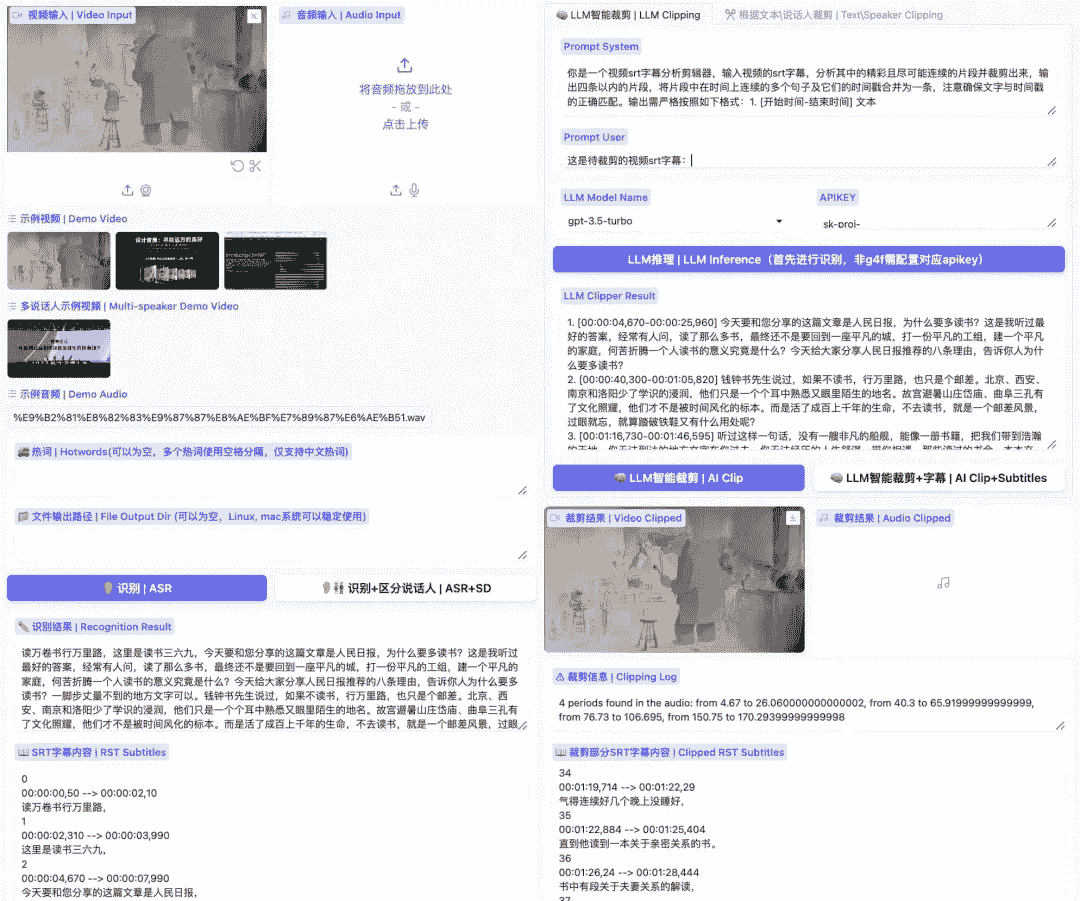 视频输入 | Video Input
音频输入 | Audio Input
将音频拖放到此处
- 或 -
点击上传
示例视频 | Demo Video
多说话人示例视频 | Multi-speaker Demo Video
示例音频 | Demo Audio
%E9%B2%81%E8%82%83%E9%87%87%E8%AE%BF%E7%89%87%E6%AE%B51.wav
热词 | Hotwords(可以为空，多个热词使用空格分隔，仅支持中文热词)
文件输出路径 | File Output Dir (可以为空，Linux, mac系统可以稳定使用)
识别 | ASR
识别+区分说话人 | ASR+SD
识别结果 | Recognition Result
读万卷书行万里路，这里是读书三六九，今天要和您分享的这篇文章是人民日报，为什么要多读书？这是我听过
最好的答案，经常有人问，读了那么多书，最终还不是要回到一座平凡的城，打一份平凡的工组，建一个平凡的
家庭，何苦折腾一个人读书的意义究竟是什么？今天给大家分享人民日报推荐的八条理由，告诉你人为什么要多
读书？一脚步丈量不到的地方文字可以。钱钟书先生说过，如果不读书，行万里路，也只是个邮差。北京、西
安、南京和洛阳少了学识的浸润，他们只是一个个耳中熟悉又眼里陌生的地名。故宫避暑山庄岱庙、曲阜三孔有
了文化照耀，他们才不是被时间风化的标本。而是活了成百上千年的生命，不去读书，就是一个邮差风景，过眼
SRT字幕内容 | RST Subtitles
0
00:00:00,50 --> 00:00:02,10
读万卷书行万里路，
1
00:00:02,310 --> 00:00:03,990
这里是读书三六九，
2
00:00:04,670 --> 00:00:07,990
今天要和您分享的这篇文章是人民日报，
LLM智能裁剪 | LLM Clipping
根据文本\说话人裁剪 | Text\Speaker Clipping
Prompt System
你是一个视频srt字幕分析剪辑器，输入视频的srt字幕，分析其中的精彩且尽可能连续的片段并裁剪出来，输
出四条以内的片段，将片段中在时间上连续的多个句子及它们的时间戳合并为一条，注意确保文字与时间戳
的正确匹配。输出需严格按照如下格式：1. [开始时间-结束时间] 文本
Prompt User
这是待裁剪的视频srt字幕：
LLM Model Name
APIKEY
gpt-3.5-turbo
sk-proj-
LLM推理 | LLM Inference（首先进行识别，非g4f需配置对应apikey）
LLM Clipper Result
1. [00:00:04,670-00:00:25,960] 今天要和您分享的这篇文章是人民日报，为什么要多读书？这是我听过最
好的答案，经常有人问，读了那么多书，最终还不是要回到一座平凡的城，打一份平凡的工组，建一个平凡
的家庭，何苦折腾一个人读书的意义究竟是什么？今天给大家分享人民日报推荐的八条理由，告诉你人为什
么要多读书？
2. [00:00:40,300-00:01:05,820] 钱钟书先生说过，如果不读书，行万里路，也只是个邮差。北京、西安、
南京和洛阳少了学识的浸润，他们只是一个个耳中熟悉又眼里陌生的地名。故宫避暑山庄岱庙、曲阜三孔有
了文化照耀，他们才不是被时间风化的标本。而是活了成百上千年的生命，不去读书，就是一个邮差风景，
过眼就忘，就算踏破铁鞋又有什么用处呢？
3. [00:01:16,730-00:01:46,595] 听过这样一句话，没有一艘非凡的船舰，能像一册书籍，把我们带到浩瀚
LLM智能裁剪 | AI Clip
LLM智能裁剪+字幕 | AI Clip+Subtitles
裁剪结果 | Video Clipped
裁剪结果 | Audio Clipped
裁剪信息 | Clipping Log
4 periods found in the audio: from 4.67 to 26.060000000000002, from 40.3 to 65.91999999999999,
from 76.73 to 106.695, from 150.75 to 170.29399999999998
裁剪部分SRT字幕内容 | Clipped RST Subtitles
34
00:01:19,714 --> 00:01:22,29
气得连续好几个晚上没睡好，
35
00:01:22,884 --> 00:01:25,404
直到他读到一本关于亲密关系的书。
36
00:01:26,24 --> 00:01:28,444
书中有段关于夫妻关系的解读，
37